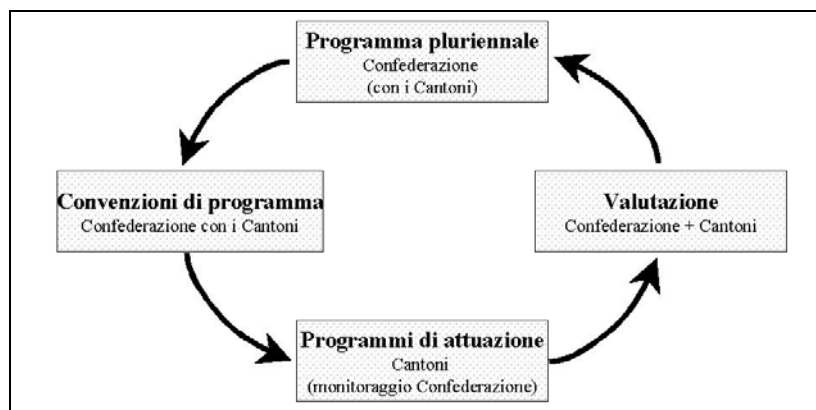 Programma pluriennale
Confederazione
(con i Cantoni)
Convenzioni di programma
Confederazione con i Cantoni
Valutazione
Confederazione + Cantoni
Programmi di attuazione
Cantoni
(monitoraggio Confederazione)